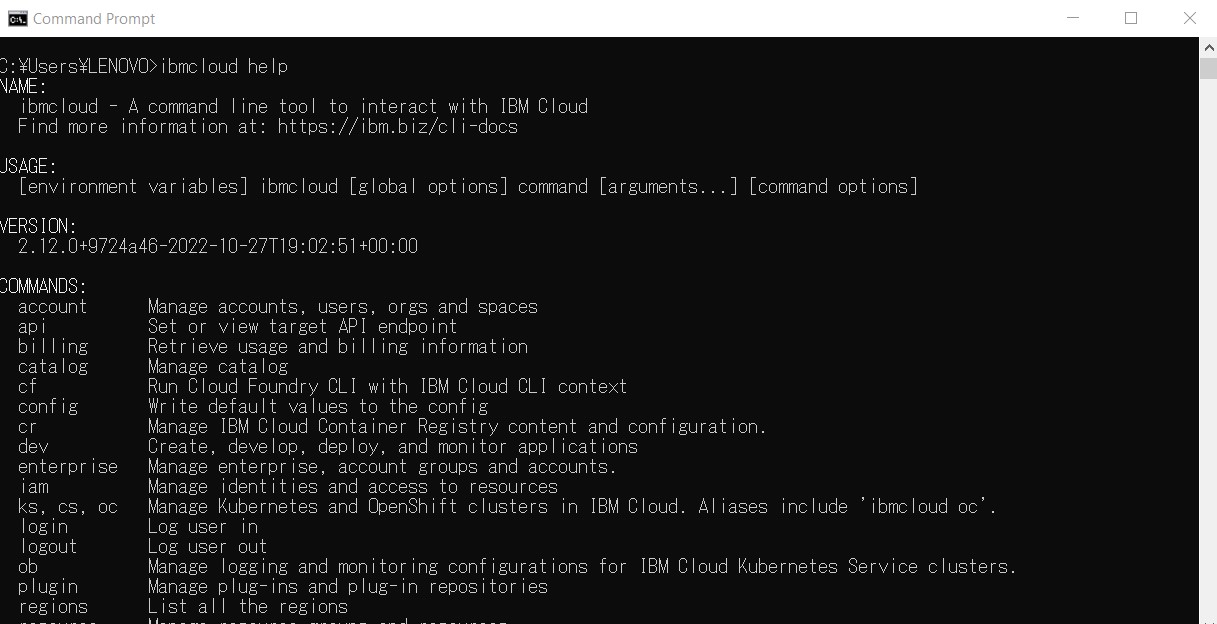 Command Prompt
C:¥Users¥LENOVO>ibmcloud help
NAME:
ibmcloud - A command line tool to interact with IBM Cloud
Find more information at: https://ibm.biz/cli-docs
USAGE:
[environment variables] ibmcloud [global options] command [arguments...] [command options]
VERSION:
2.12.0+9724a46-2022-10-27T19:02:51+00:00
COMMANDS:
account Manage accounts, users, orgs and spaces
api Set or view target API endpoint
billing Retrieve usage and billing information
catalog Manage catalog
cf Run Cloud Foundry CLI with IBM Cloud CLI context
config Write default values to the config
cr Manage IBM Cloud Container Registry content and configuration.
dev Create, develop, deploy, and monitor applications
enterprise Manage enterprise, account groups and accounts.
iam Manage identities and access to resources
ks, cs, oc Manage Kubernetes and OpenShift clusters in IBM Cloud. Aliases include 'ibmcloud oc'.
login Log user in
logout Log user out
ob Manage logging and monitoring configurations for IBM Cloud Kubernetes Service clusters.
plugin Manage plug-ins and plug-in repositories
regions List all the regions